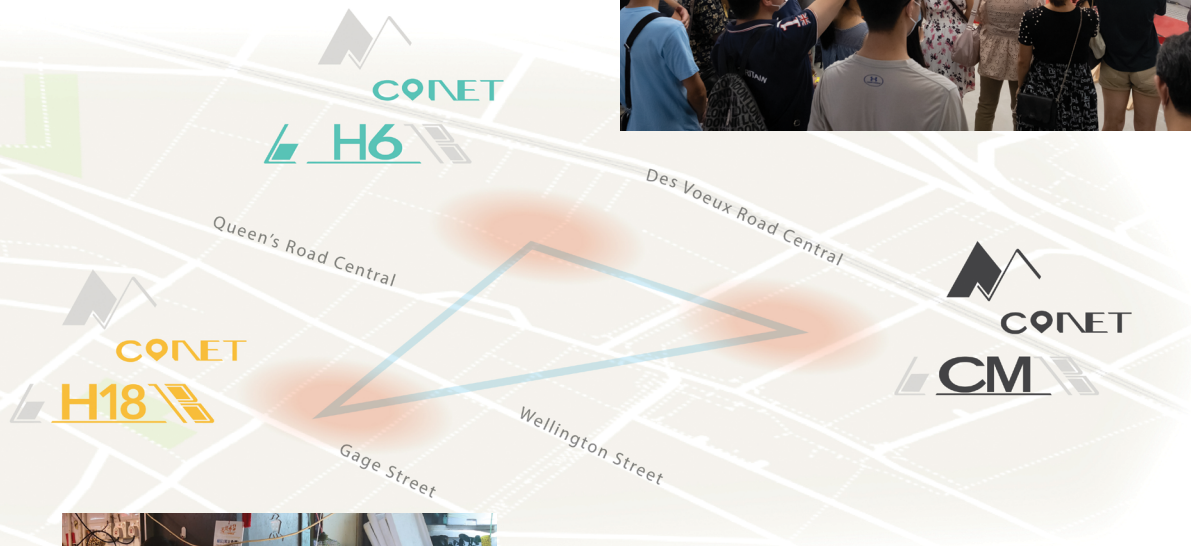 CONET
H6
Des Voeux Road Central
Queen's Road Central
CONET
CM
CONET
H18
Wellington Street
Gage Street